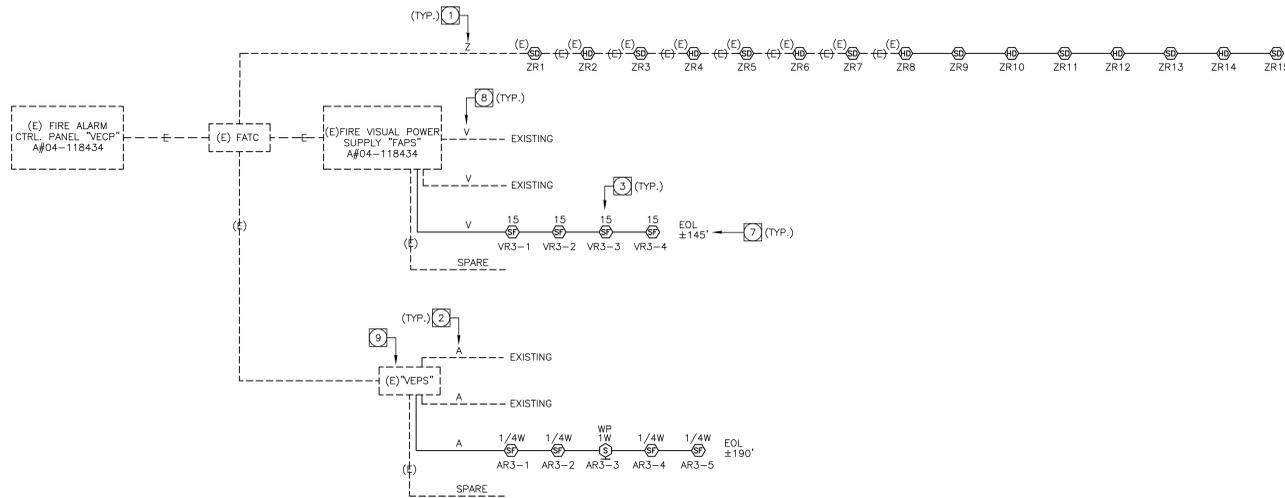 (TYP.) 1
Z
(E) SD (E) (E) HD (E) (E) SD (E) (E) HD (E) (E) SD (E) (E) HD (E) (E) SD (E) (E) HD SD HD SD HD SD HD SD
ZR1 ZR2 ZR3 ZR4 ZR5 ZR6 ZR7 ZR8 ZR9 ZR10 ZR11 ZR12 ZR13 ZR14 ZR15
8 (TYP.)
(E) FIRE ALARM
CTRL. PANEL "VECP"
A#04-118434
E
(E) FATC
E
(E)FIRE VISUAL POWER
SUPPLY "FAPS"
A#04-118434
V EXISTING
V EXISTING
3 (TYP.)
(E)
V
15 15 15 15
SF SF SF SF
VR3-1 VR3-2 VR3-3 VR3-4
EOL
±145'
7 (TYP.)
(E)
SPARE
(TYP.) 2
9
A EXISTING
(E)"VEPS"
A EXISTING
A
1/4W 1/4W WP 1/4W 1/4W
1W
SF SF S SF SF
AR3-1 AR3-2 AR3-3 AR3-4 AR3-5
EOL
±190'
(E)
SPARE